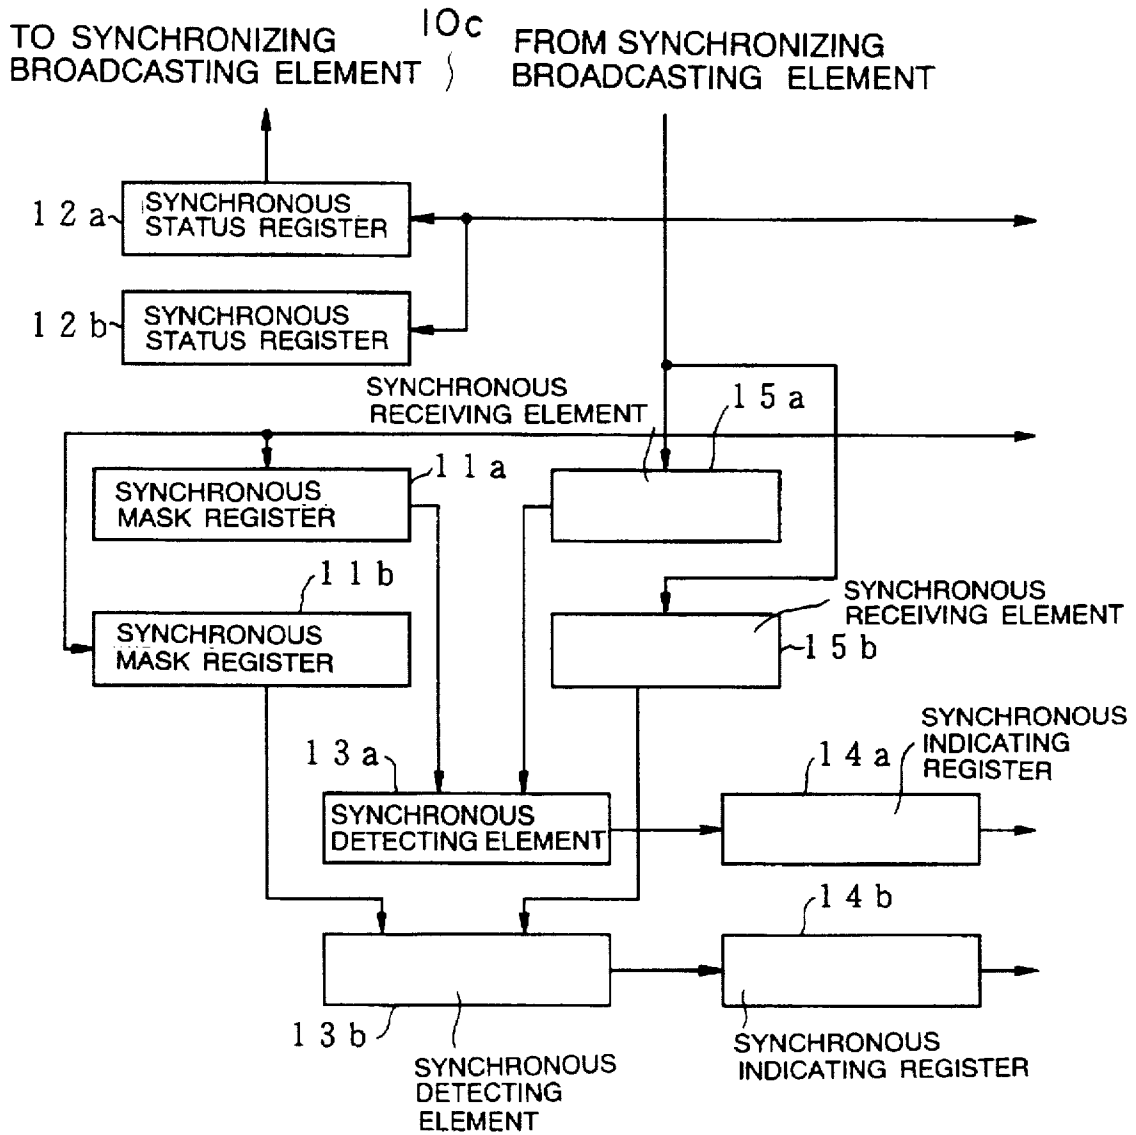 TO SYNCHRONIZING
BROADCASTING ELEMENT
10c
FROM SYNCHRONIZING
BROADCASTING ELEMENT
12a
SYNCHRONOUS
STATUS REGISTER
12b
SYNCHRONOUS
STATUS REGISTER
SYNCHRONOUS
RECEIVING ELEMENT
15a
SYNCHRONOUS
MASK REGISTER
11a
11b
SYNCHRONOUS
MASK REGISTER
SYNCHRONOUS
RECEIVING ELEMENT
15b
13a
SYNCHRONOUS
DETECTING ELEMENT
14a
SYNCHRONOUS
INDICATING
REGISTER
14b
13b
SYNCHRONOUS
DETECTING
ELEMENT
SYNCHRONOUS
INDICATING REGISTER